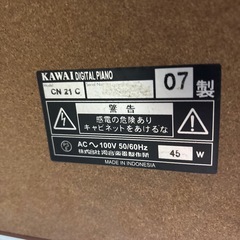 KAWAI DIGITAL PIANO
CN 21 C
07 製
警告
感電の危険あり
キャビネットをあけるな
AC 〜 100V 50/60Hz
45 W
株式会社 河合楽器製作所
MADE IN INDONESIA